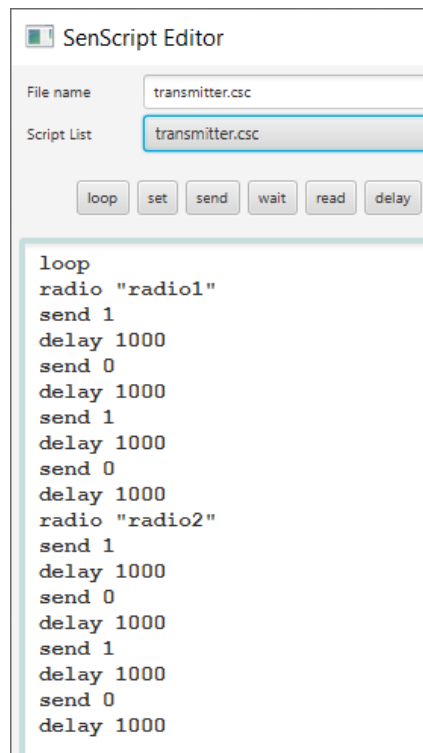 SenScript Editor
File name transmitter.csc
Script List transmitter.csc
loop set send wait read delay
loop
radio "radio1"
send 1
delay 1000
send 0
delay 1000
send 1
delay 1000
send 0
delay 1000
radio "radio2"
send 1
delay 1000
send 0
delay 1000
send 1
delay 1000
send 0
delay 1000